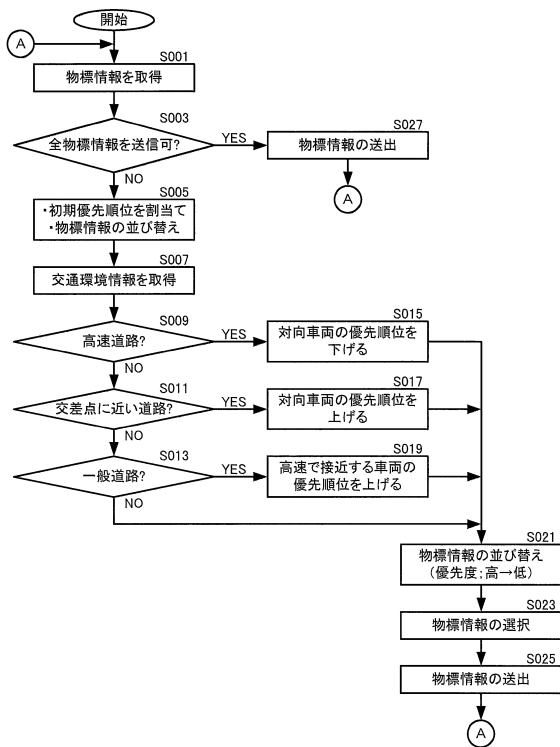 開始
A
S001
物標情報を取得
S003
全物標情報を送信可?
YES
S027
物標情報の送出
A
NO
S005
・初期優先順位を割当て
・物標情報の並び替え
S007
交通環境情報を取得
S009
高速道路?
YES
S015
対向車両の優先順位を
下げる
NO
S011
交差点に近い道路?
YES
S017
対向車両の優先順位を
上げる
NO
S013
一般道路?
YES
S019
高速で接近する車両の
優先順位を上げる
NO
S021
物標情報の並び替え
(優先度;高→低)
S023
物標情報の選択
S025
物標情報の送出
A